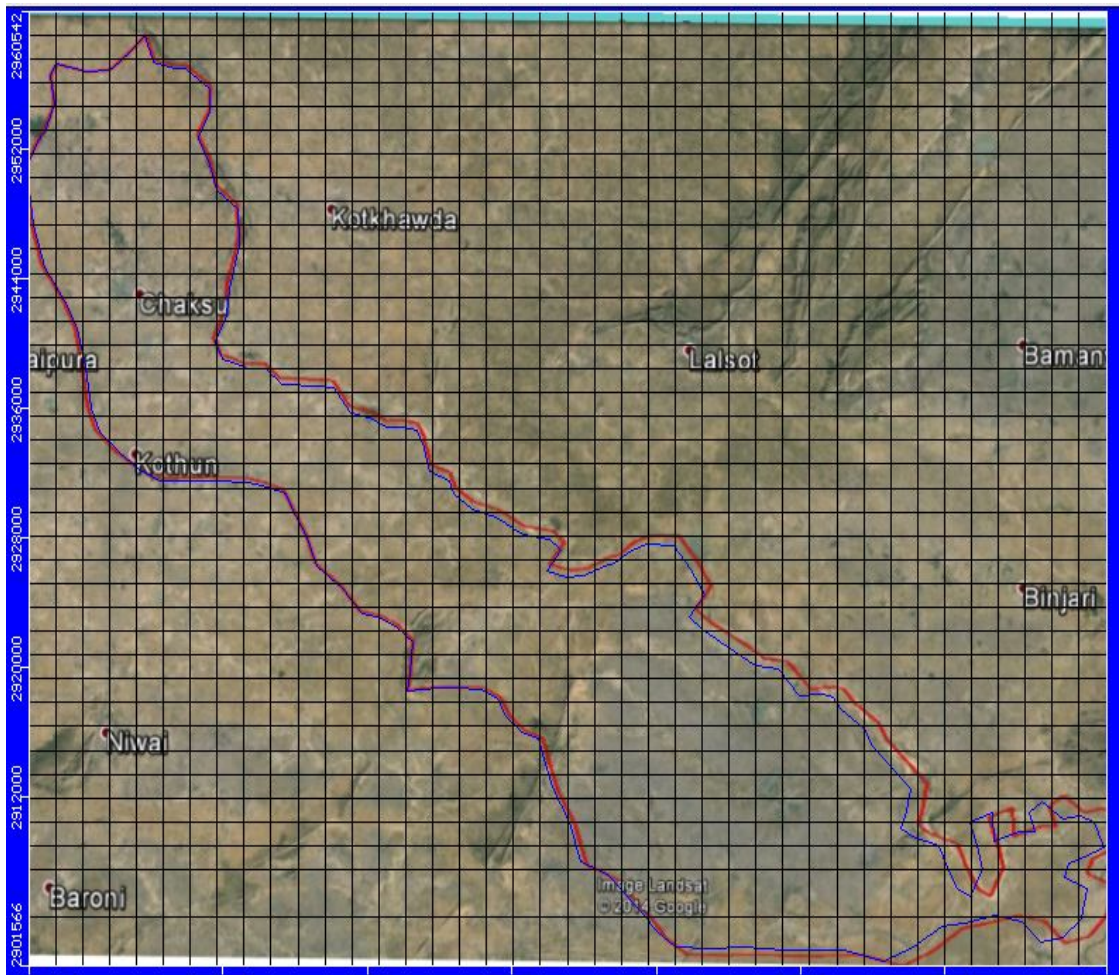 2960542
2952000
Kotkhawda
2944000
Chaksu
aipura
Lalsot
Baman
2936000
Kothun
2928000
Binjari
2920000
Niwai
2912000
Baroni
Image Landsat
© 2014 Google
2901566